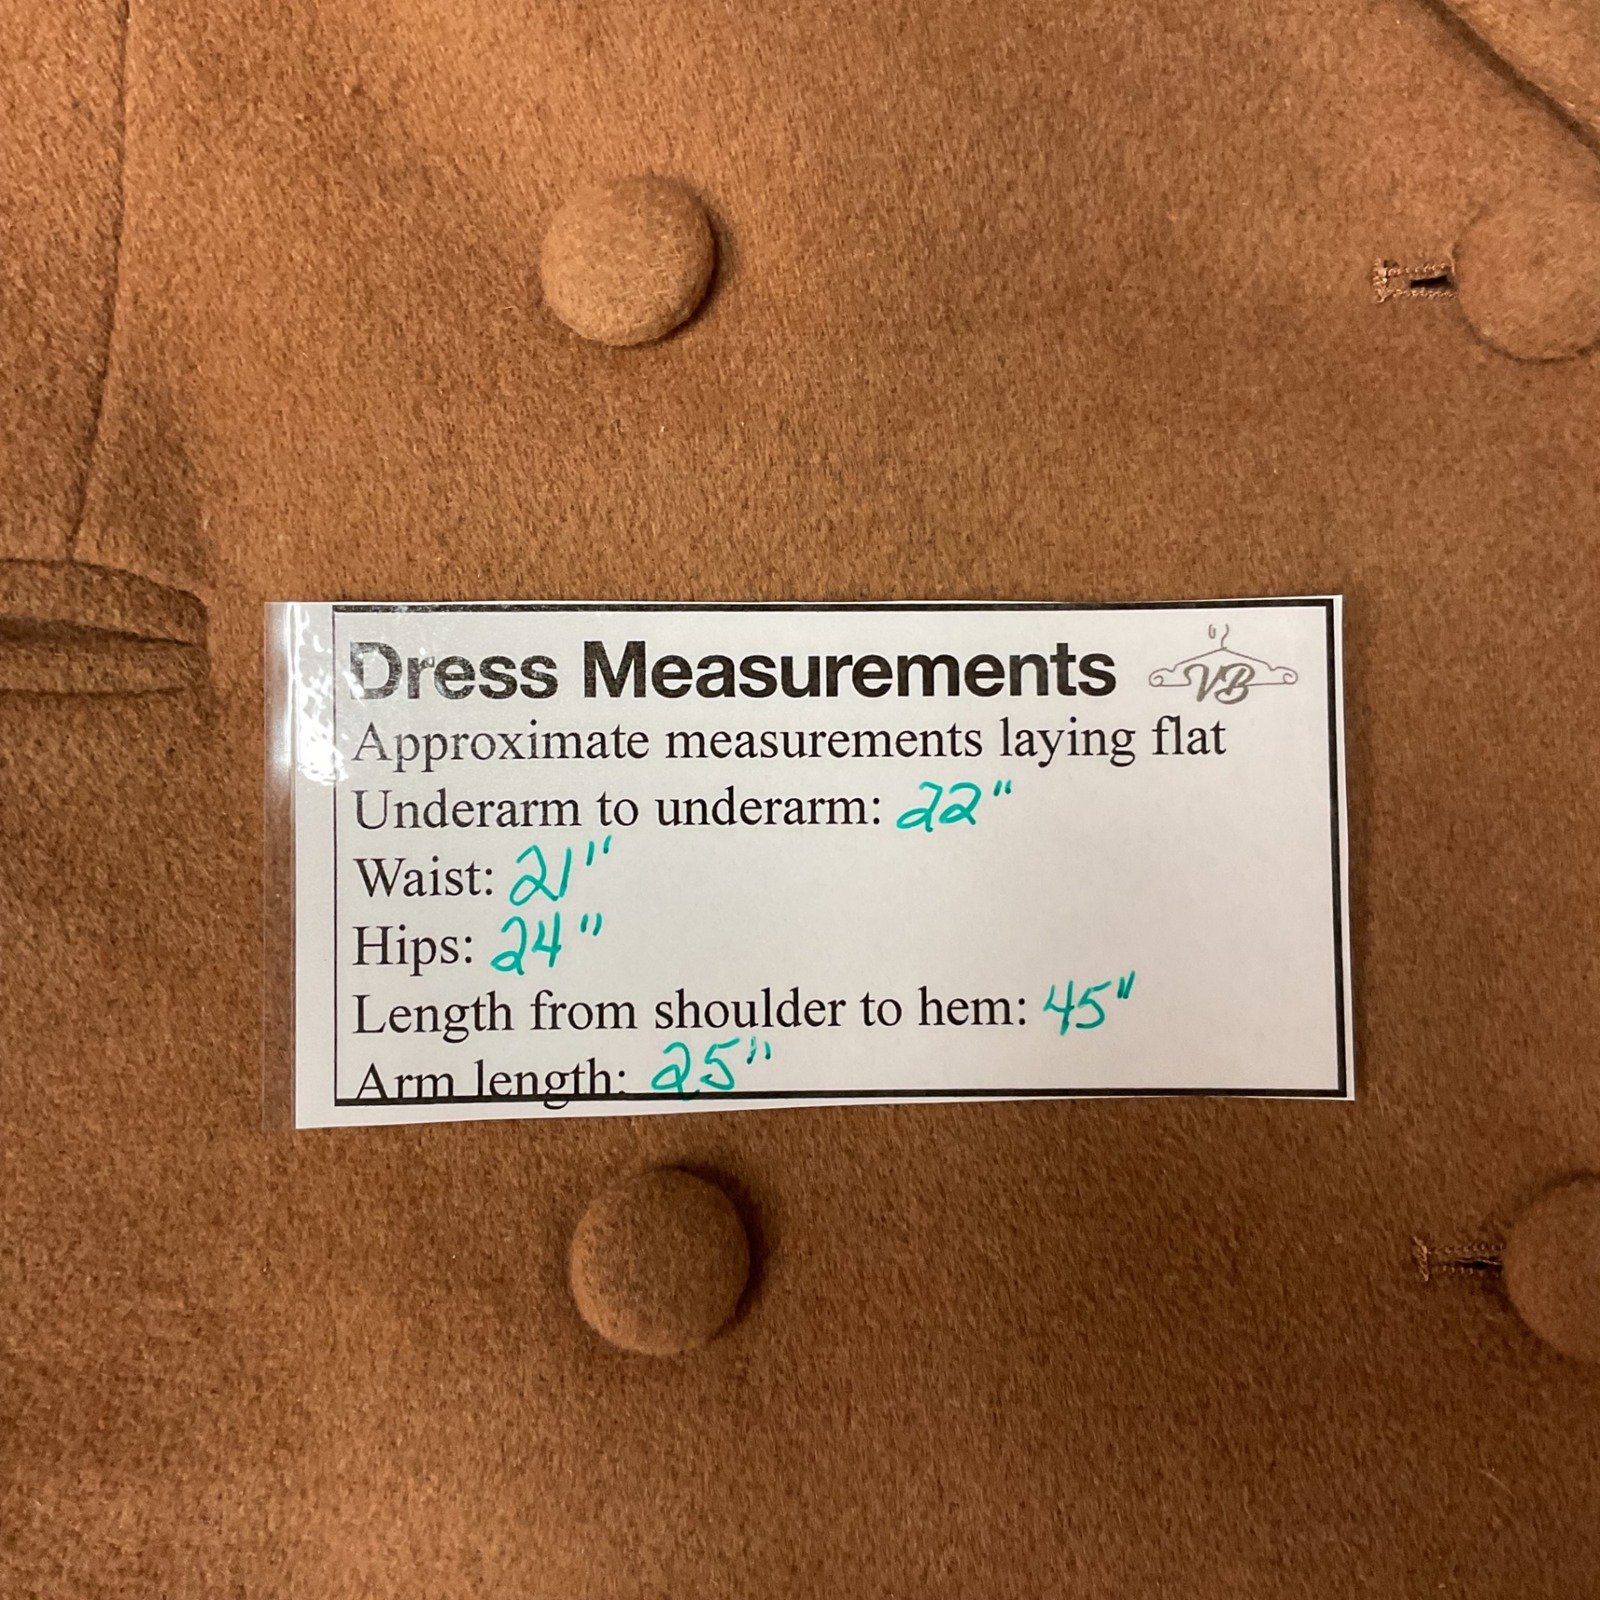 Dress Measurements VB
Approximate measurements laying flat
Underarm to underarm: 22"
Waist: 21"
Hips: 24"
Length from shoulder to hem: 45"
Arm length: 25"